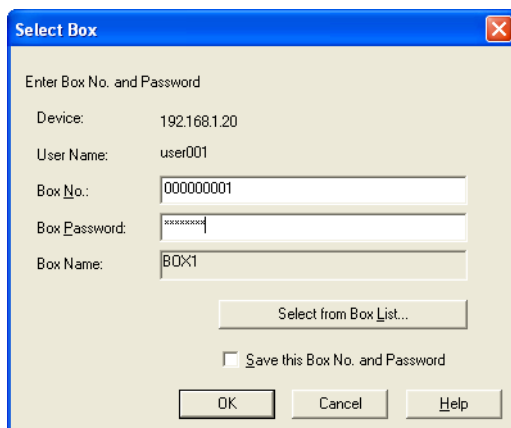 Select Box
Enter Box No. and Password
Device: 192.168.1.20
User Name: user001
Box No.: 000000001
Box Password: ××××××××
Box Name: BOX1
Select from Box List...
Save this Box No. and Password
OK Cancel Help